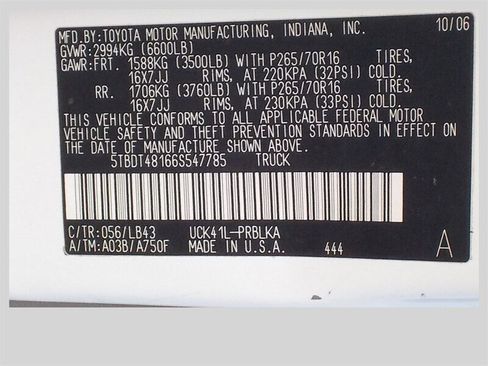 MFD.BY:TOYOTA MOTOR MANUFACTURING, INDIANA, INC. 10/06
GVWR:2994KG (6600LB)
GAWR:FRT. 1588KG (3500LB) WITH P265/70R16 TIRES,
16X7JJ RIMS, AT 220KPA (32PSI) COLD.
RR. 1706KG (3760LB) WITH P265/70R16 TIRES,
16X7JJ RIMS, AT 230KPA (33PSI) COLD.
THIS VEHICLE CONFORMS TO ALL APPLICABLE FEDERAL MOTOR
VEHICLE SAFETY AND THEFT PREVENTION STANDARDS IN EFFECT ON
THE DATE OF MANUFACTURE SHOWN ABOVE.
5TBDT48166S547785 TRUCK
C/TR:056/LB43 UCK41L-PRBLKA
A/TM:A03B/A750F MADE IN U.S.A. 444 A